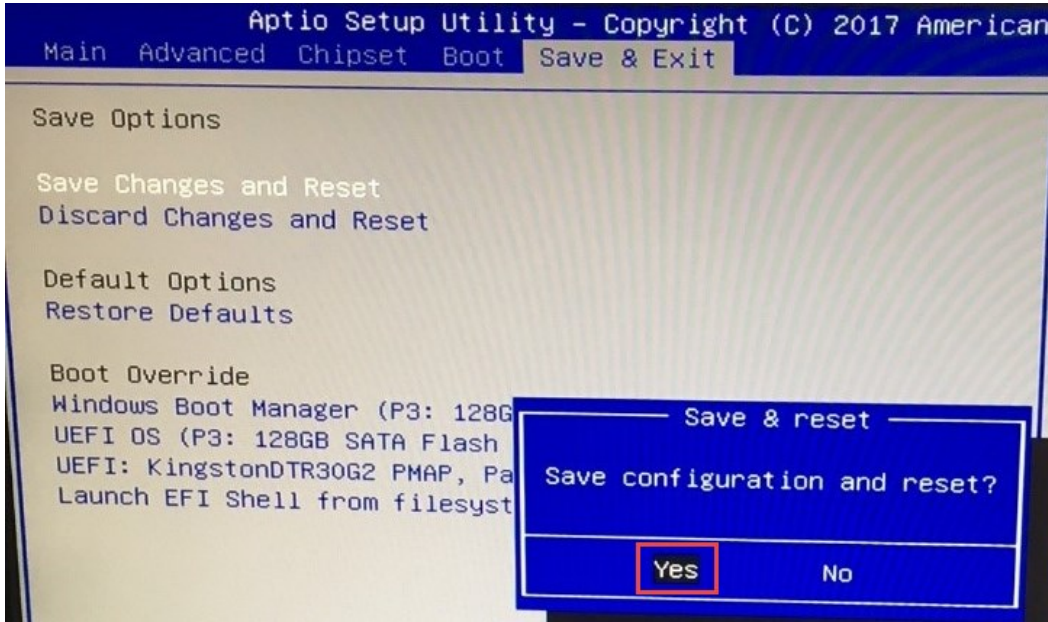 Aptio Setup Utility – Copyright (C) 2017 American
Main Advanced Chipset Boot Save & Exit
Save Options
Save Changes and Reset
Discard Changes and Reset
Default Options
Restore Defaults
Boot Override
Windows Boot Manager (P3: 128G
UEFI OS (P3: 128GB SATA Flash
UEFI: KingstonDTR30G2 PMAP, Pa
Launch EFI Shell from filesyst
Save & reset
Save configuration and reset?
Yes No